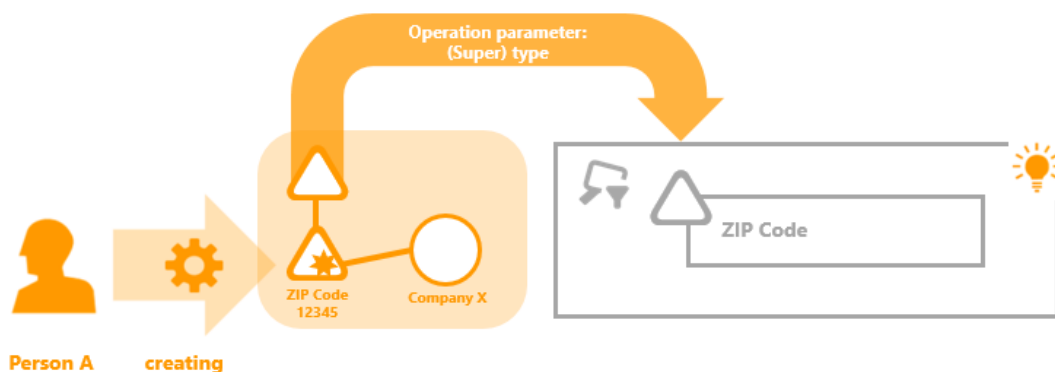 Operation parameter:
(Super) type
ZIP Code
ZIP Code
12345
Company X
Person A
creating